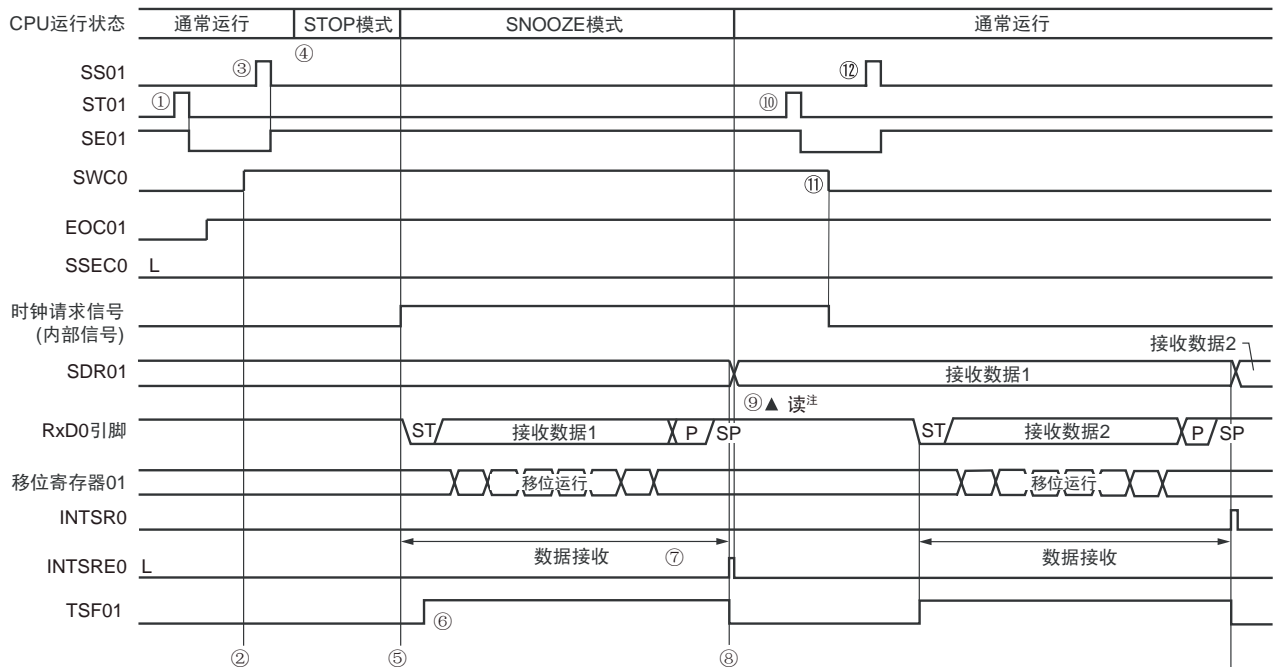 CPU运行状态 通常运行 STOP模式 SNOOZE模式 通常运行
④
SS01 ③ ⑫
ST01 ① ⑩
SE01
SWC0 ⑪
EOC01
SSEC0 L
时钟请求信号
(内部信号)
接收数据2
SDR01 接收数据1
⑨▲ 读注
RxD0引脚 ST 接收数据1 P SP ST 接收数据2 P SP
移位寄存器01 移位运行 移位运行
INTSR0
数据接收 ⑦ 数据接收
INTSRE0 L
TSF01 ⑥
② ⑤ ⑧